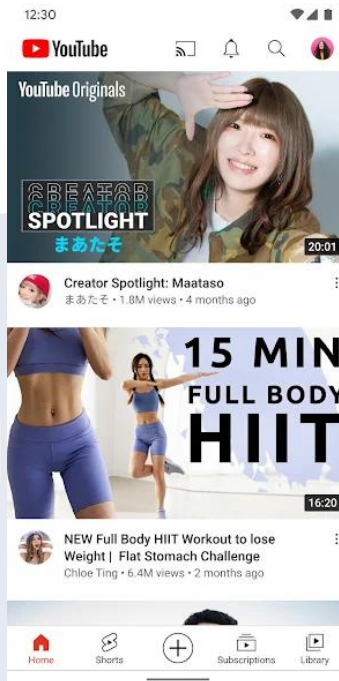 12:30
YouTube
YouTube Originals
CREATOR
SPOTLIGHT
まあたそ
20:01
Creator Spotlight: Maataso
まあたそ • 1.8M views • 4 months ago
15 MIN
FULL BODY
HIIT
16:20
NEW Full Body HIIT Workout to lose
Weight | Flat Stomach Challenge
Chloe Ting • 6.4M views • 2 months ago
Home
Shorts
Subscriptions
Library